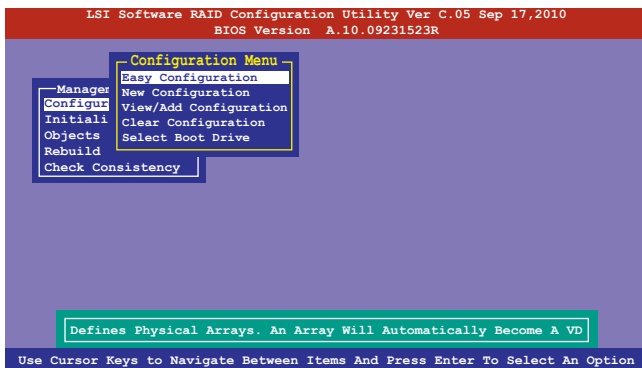 LSI Software RAID Configuration Utility Ver C.05 Sep 17,2010
BIOS Version A.10.09231523R
Configuration Menu
Easy Configuration
New Configuration
View/Add Configuration
Clear Configuration
Select Boot Drive
Managem
Configur
Initiali
Objects
Rebuild
Check Consistency
Defines Physical Arrays. An Array Will Automatically Become A VD
Use Cursor Keys to Navigate Between Items And Press Enter To Select An Option